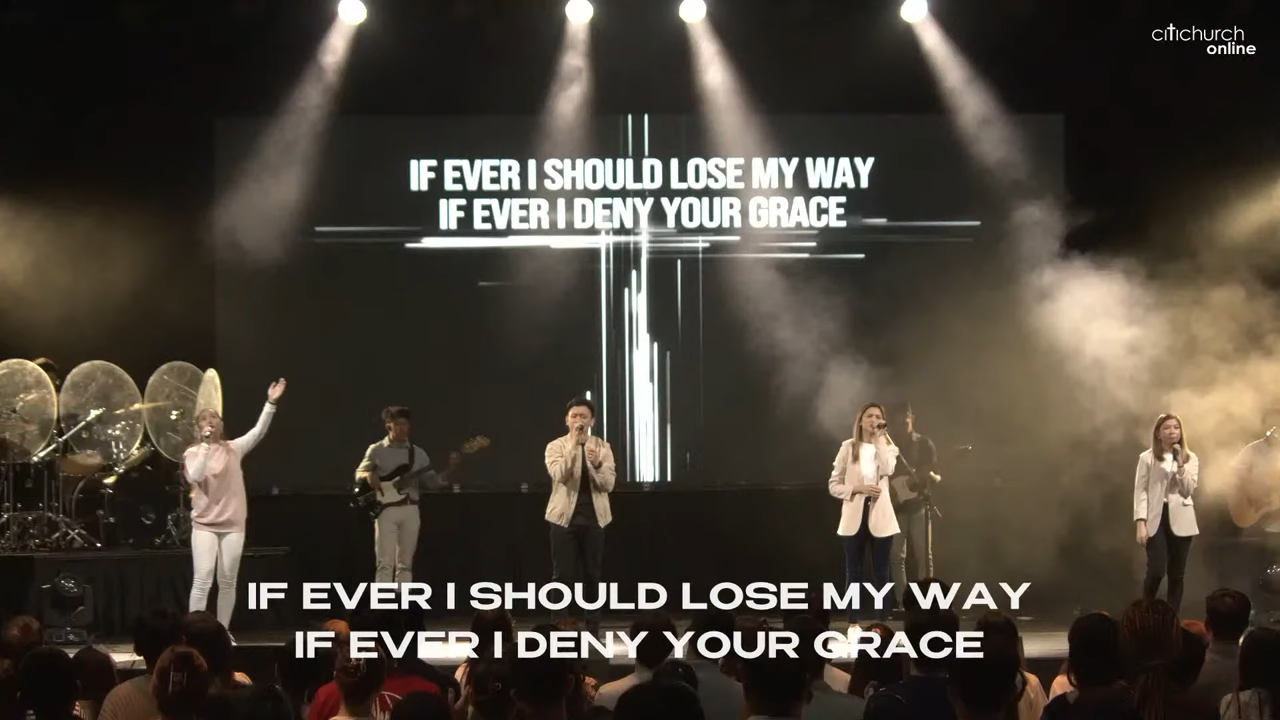 citichurch
online
IF EVER I SHOULD LOSE MY WAY
IF EVER I DENY YOUR GRACE
IF EVER I SHOULD LOSE MY WAY
IF EVER I DENY YOUR GRACE